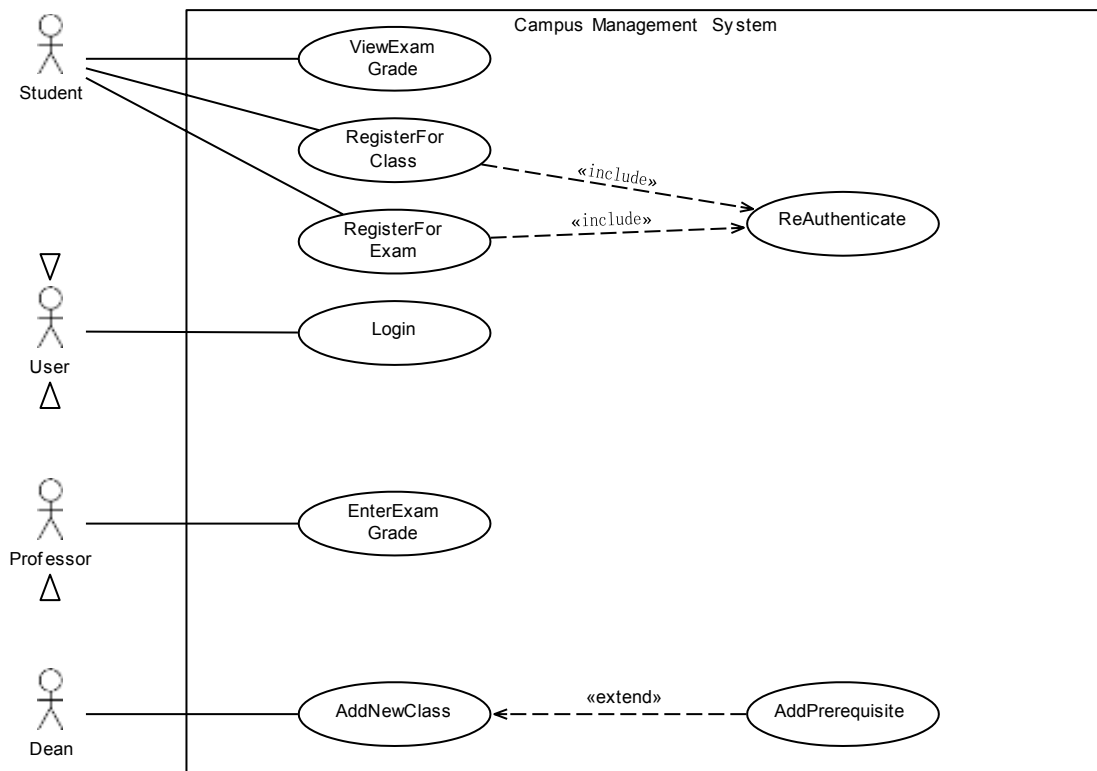 Campus Management System
ViewExam
Grade
Student
RegisterFor
Class
«include»
ReAuthenticate
RegisterFor
Exam
«include»
User
Login
Professor
EnterExam
Grade
Dean
AddNewClass
«extend»
AddPrerequisite